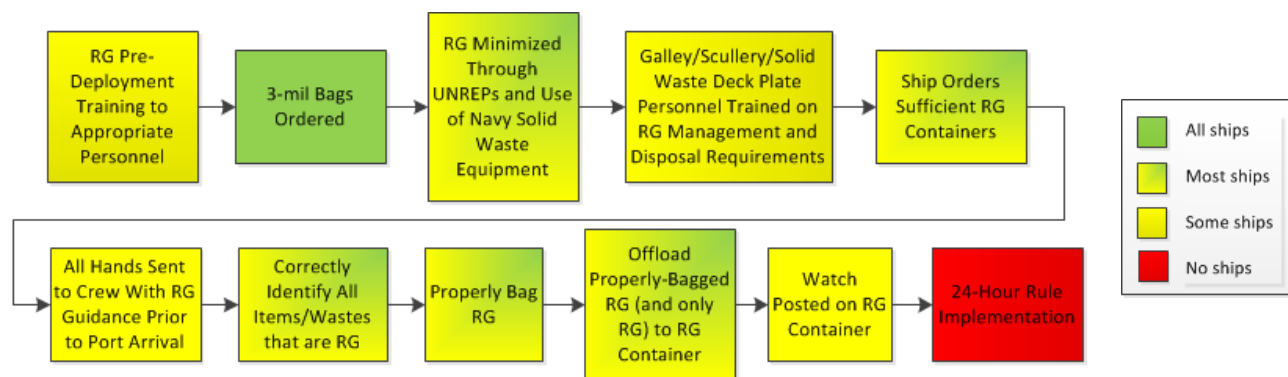 RG Pre-
Deployment
Training to
Appropriate
Personnel
3-mil Bags
Ordered
RG Minimized
Through
UNREPs and Use
of Navy Solid
Waste
Equipment
Galley/Scullery/Solid
Waste Deck Plate
Personnel Trained on
RG Management and
Disposal Requirements
Ship Orders
Sufficient RG
Containers
All Hands Sent
to Crew With RG
Guidance Prior
to Port Arrival
Correctly
Identify All
Items/Wastes
that are RG
Properly Bag
RG
Offload
Properly-Bagged
RG (and only
RG) to RG
Container
Watch
Posted on RG
Container
24-Hour Rule
Implementation
All ships
Most ships
Some ships
No ships